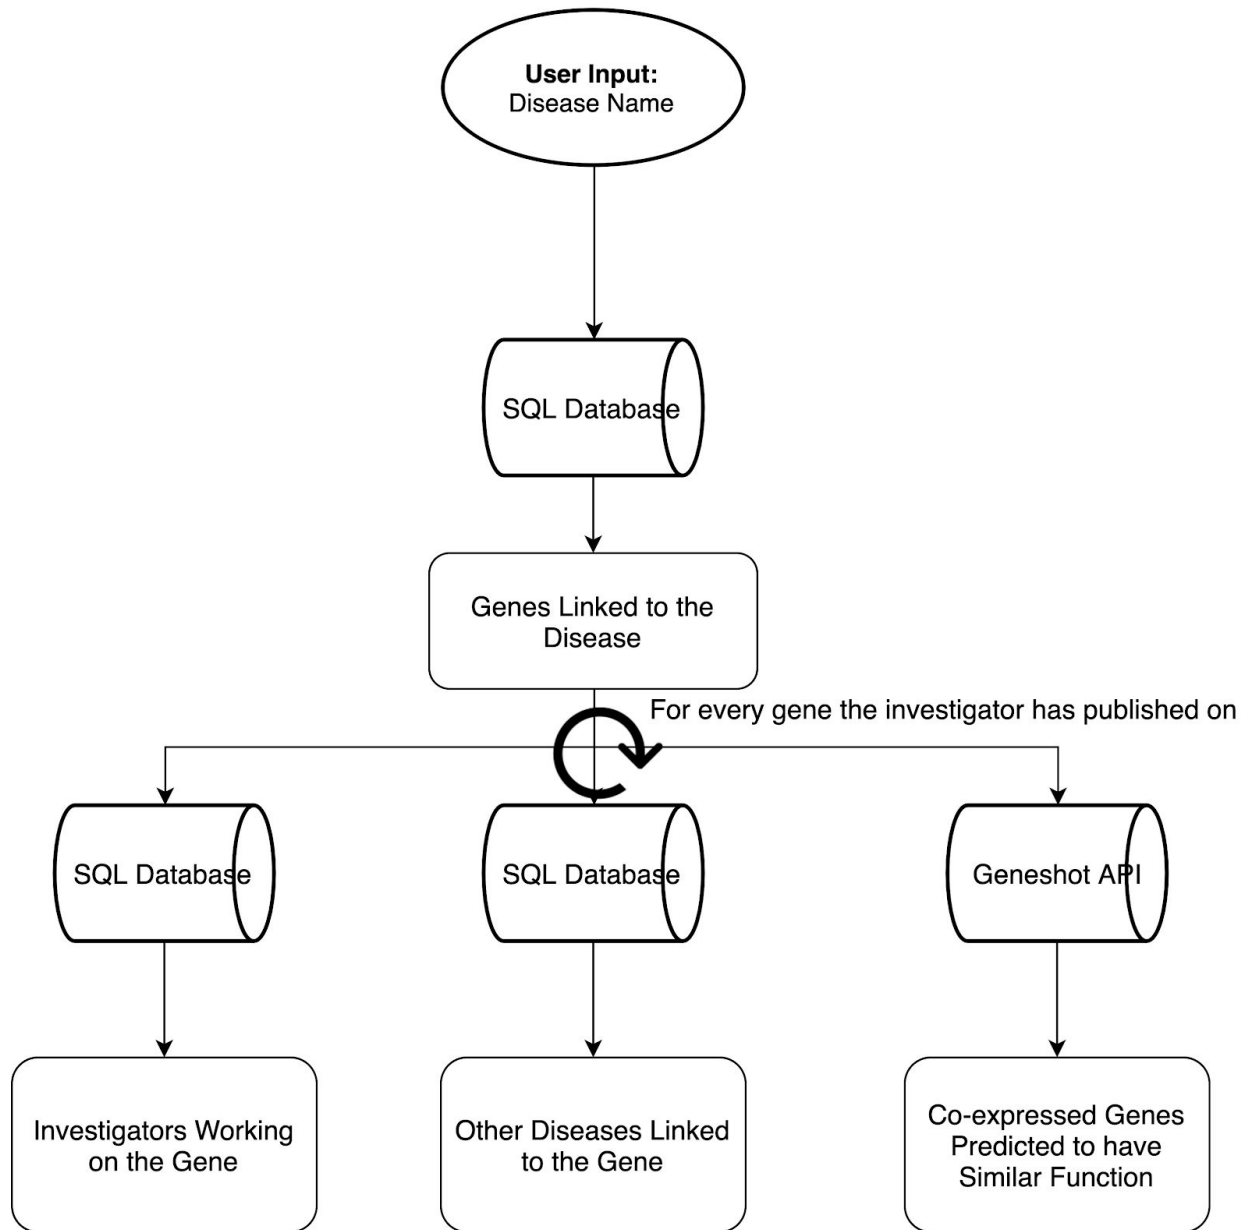 User Input:
Disease Name
SQL Database
Genes Linked to the
Disease
For every gene the investigator has published on
SQL Database
SQL Database
Geneshot API
Investigators Working
on the Gene
Other Diseases Linked
to the Gene
Co-expressed Genes
Predicted to have
Similar Function